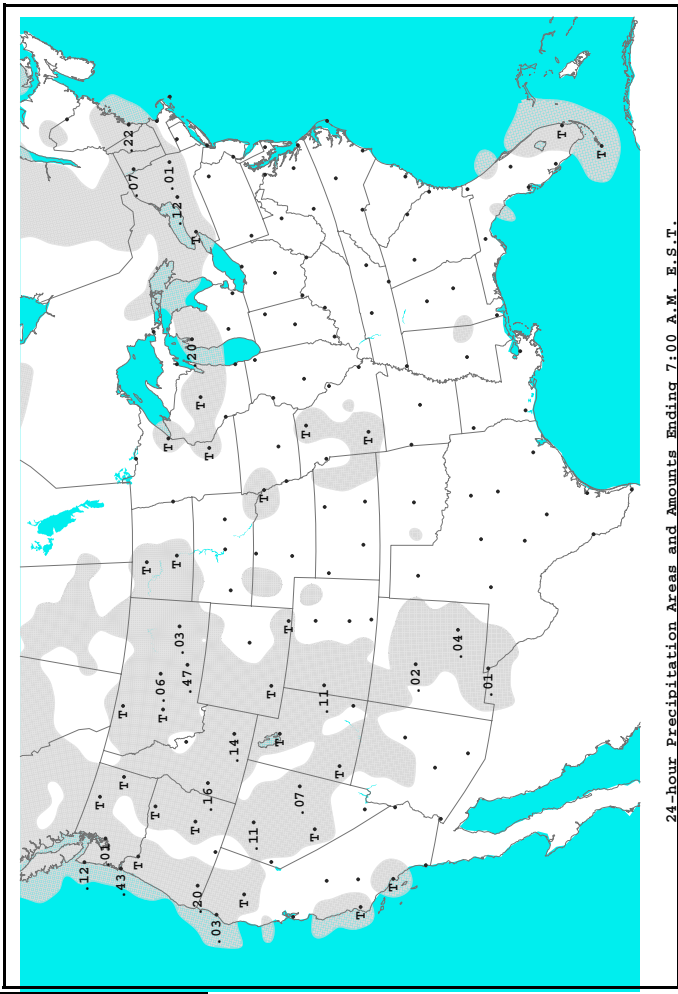 .12
T
.01
.43
T
T
.22
.07
T
T
T
.06
T
T
.01
T
.12
.03
.47
.20
T
T
.20
T
.16
T
.03
.14
T
.11
T
T
T
T
.07
T
T
.11
T
T
T
T
.02
.04
.01
T
T
24-hour Precipitation Areas and Amounts Ending 7:00 A.M. E.S.T.